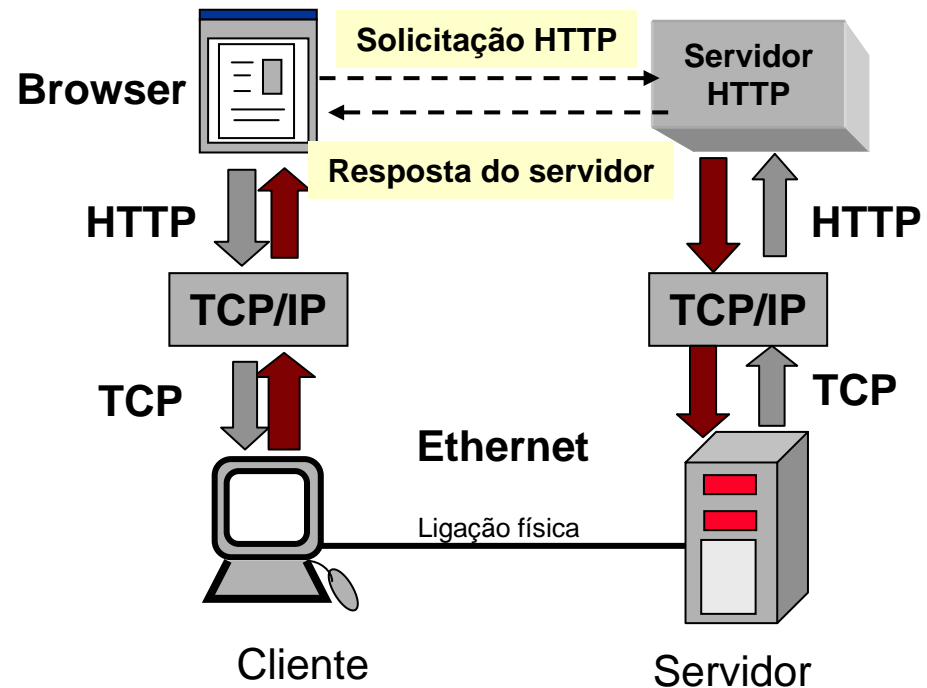 Solicitação HTTP
Servidor
HTTP
Browser
Resposta do servidor
HTTP
HTTP
TCP/IP
TCP/IP
TCP
TCP
Ethernet
Ligação física
Cliente
Servidor